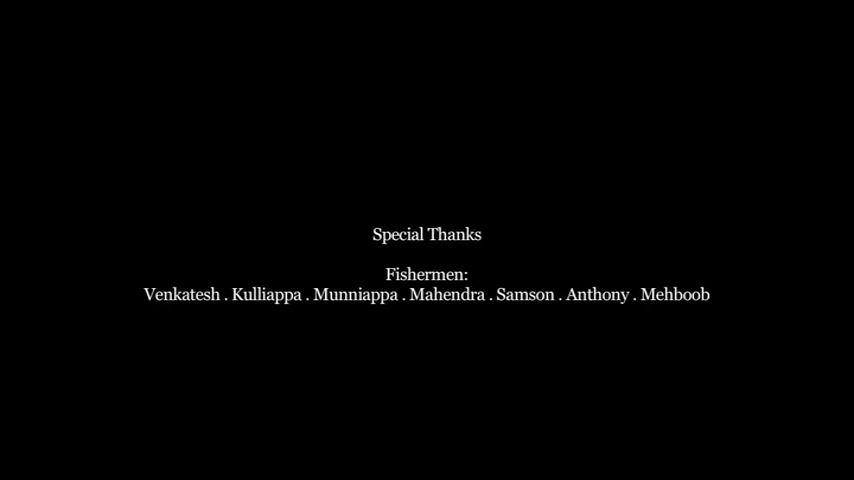 Special Thanks
Fishermen:
Venkatesh . Kulliappa . Munniappa . Mahendra . Samson . Anthony . Mehboob